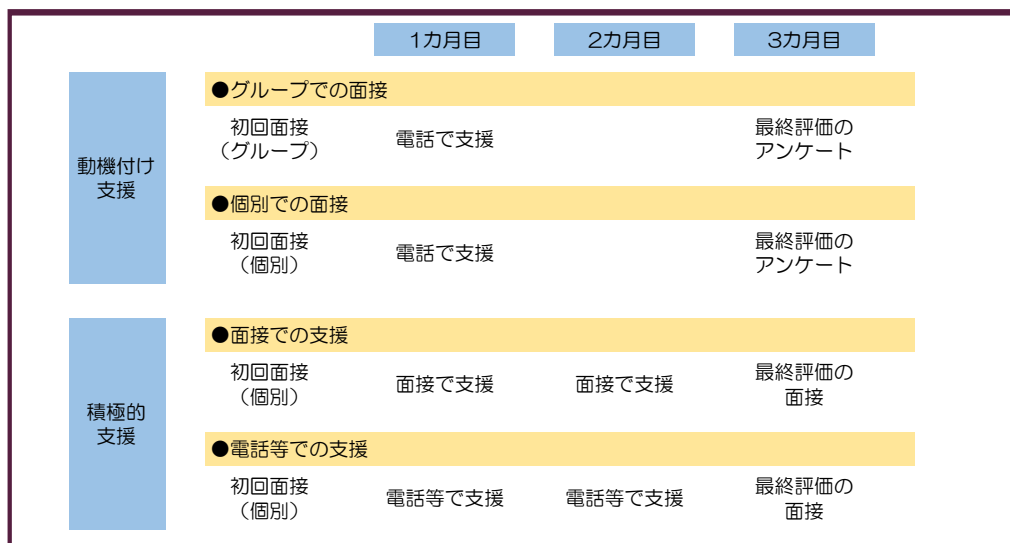 1カ月目 2カ月目 3カ月目
動機付け
支援
●グループでの面接
初回面接
（グループ）
電話で支援
最終評価の
アンケート
●個別での面接
初回面接
（個別）
電話で支援
最終評価の
アンケート
積極的
支援
●面接での支援
初回面接
（個別）
面接で支援
面接で支援
最終評価の
面接
●電話等での支援
初回面接
（個別）
電話等で支援
電話等で支援
最終評価の
面接